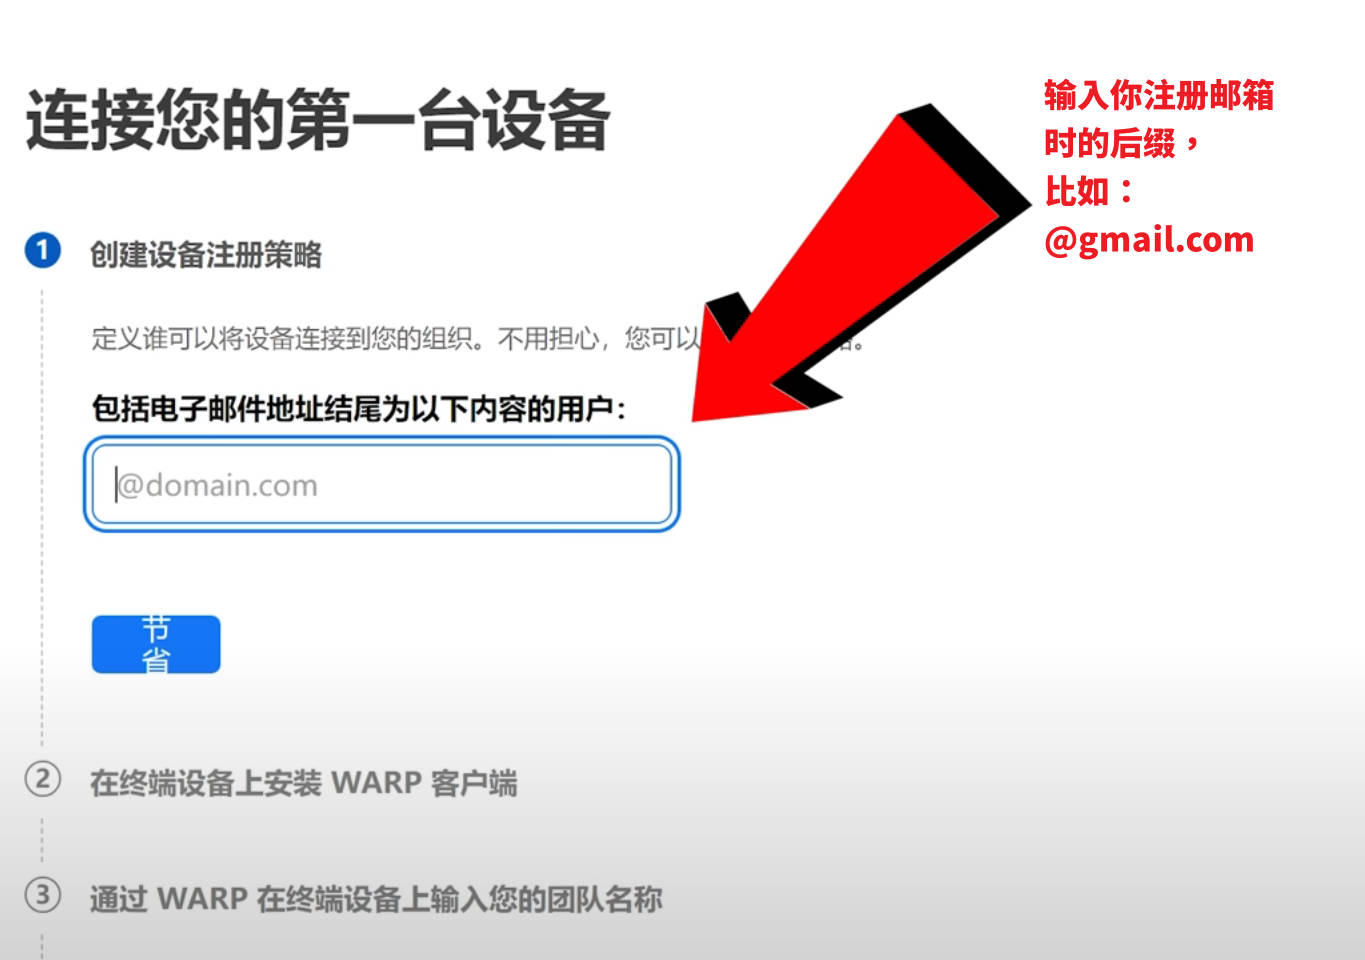 连接您的第一台设备
输入你注册邮箱
时的后缀，
比如：
@gmail.com
1 创建设备注册策略
定义谁可以将设备连接到您的组织。不用担心，您可以
包括电子邮件地址结尾为以下内容的用户：
@domain.com
节
省
2 在终端设备上安装 WARP 客户端
3 通过 WARP 在终端设备上输入您的团队名称